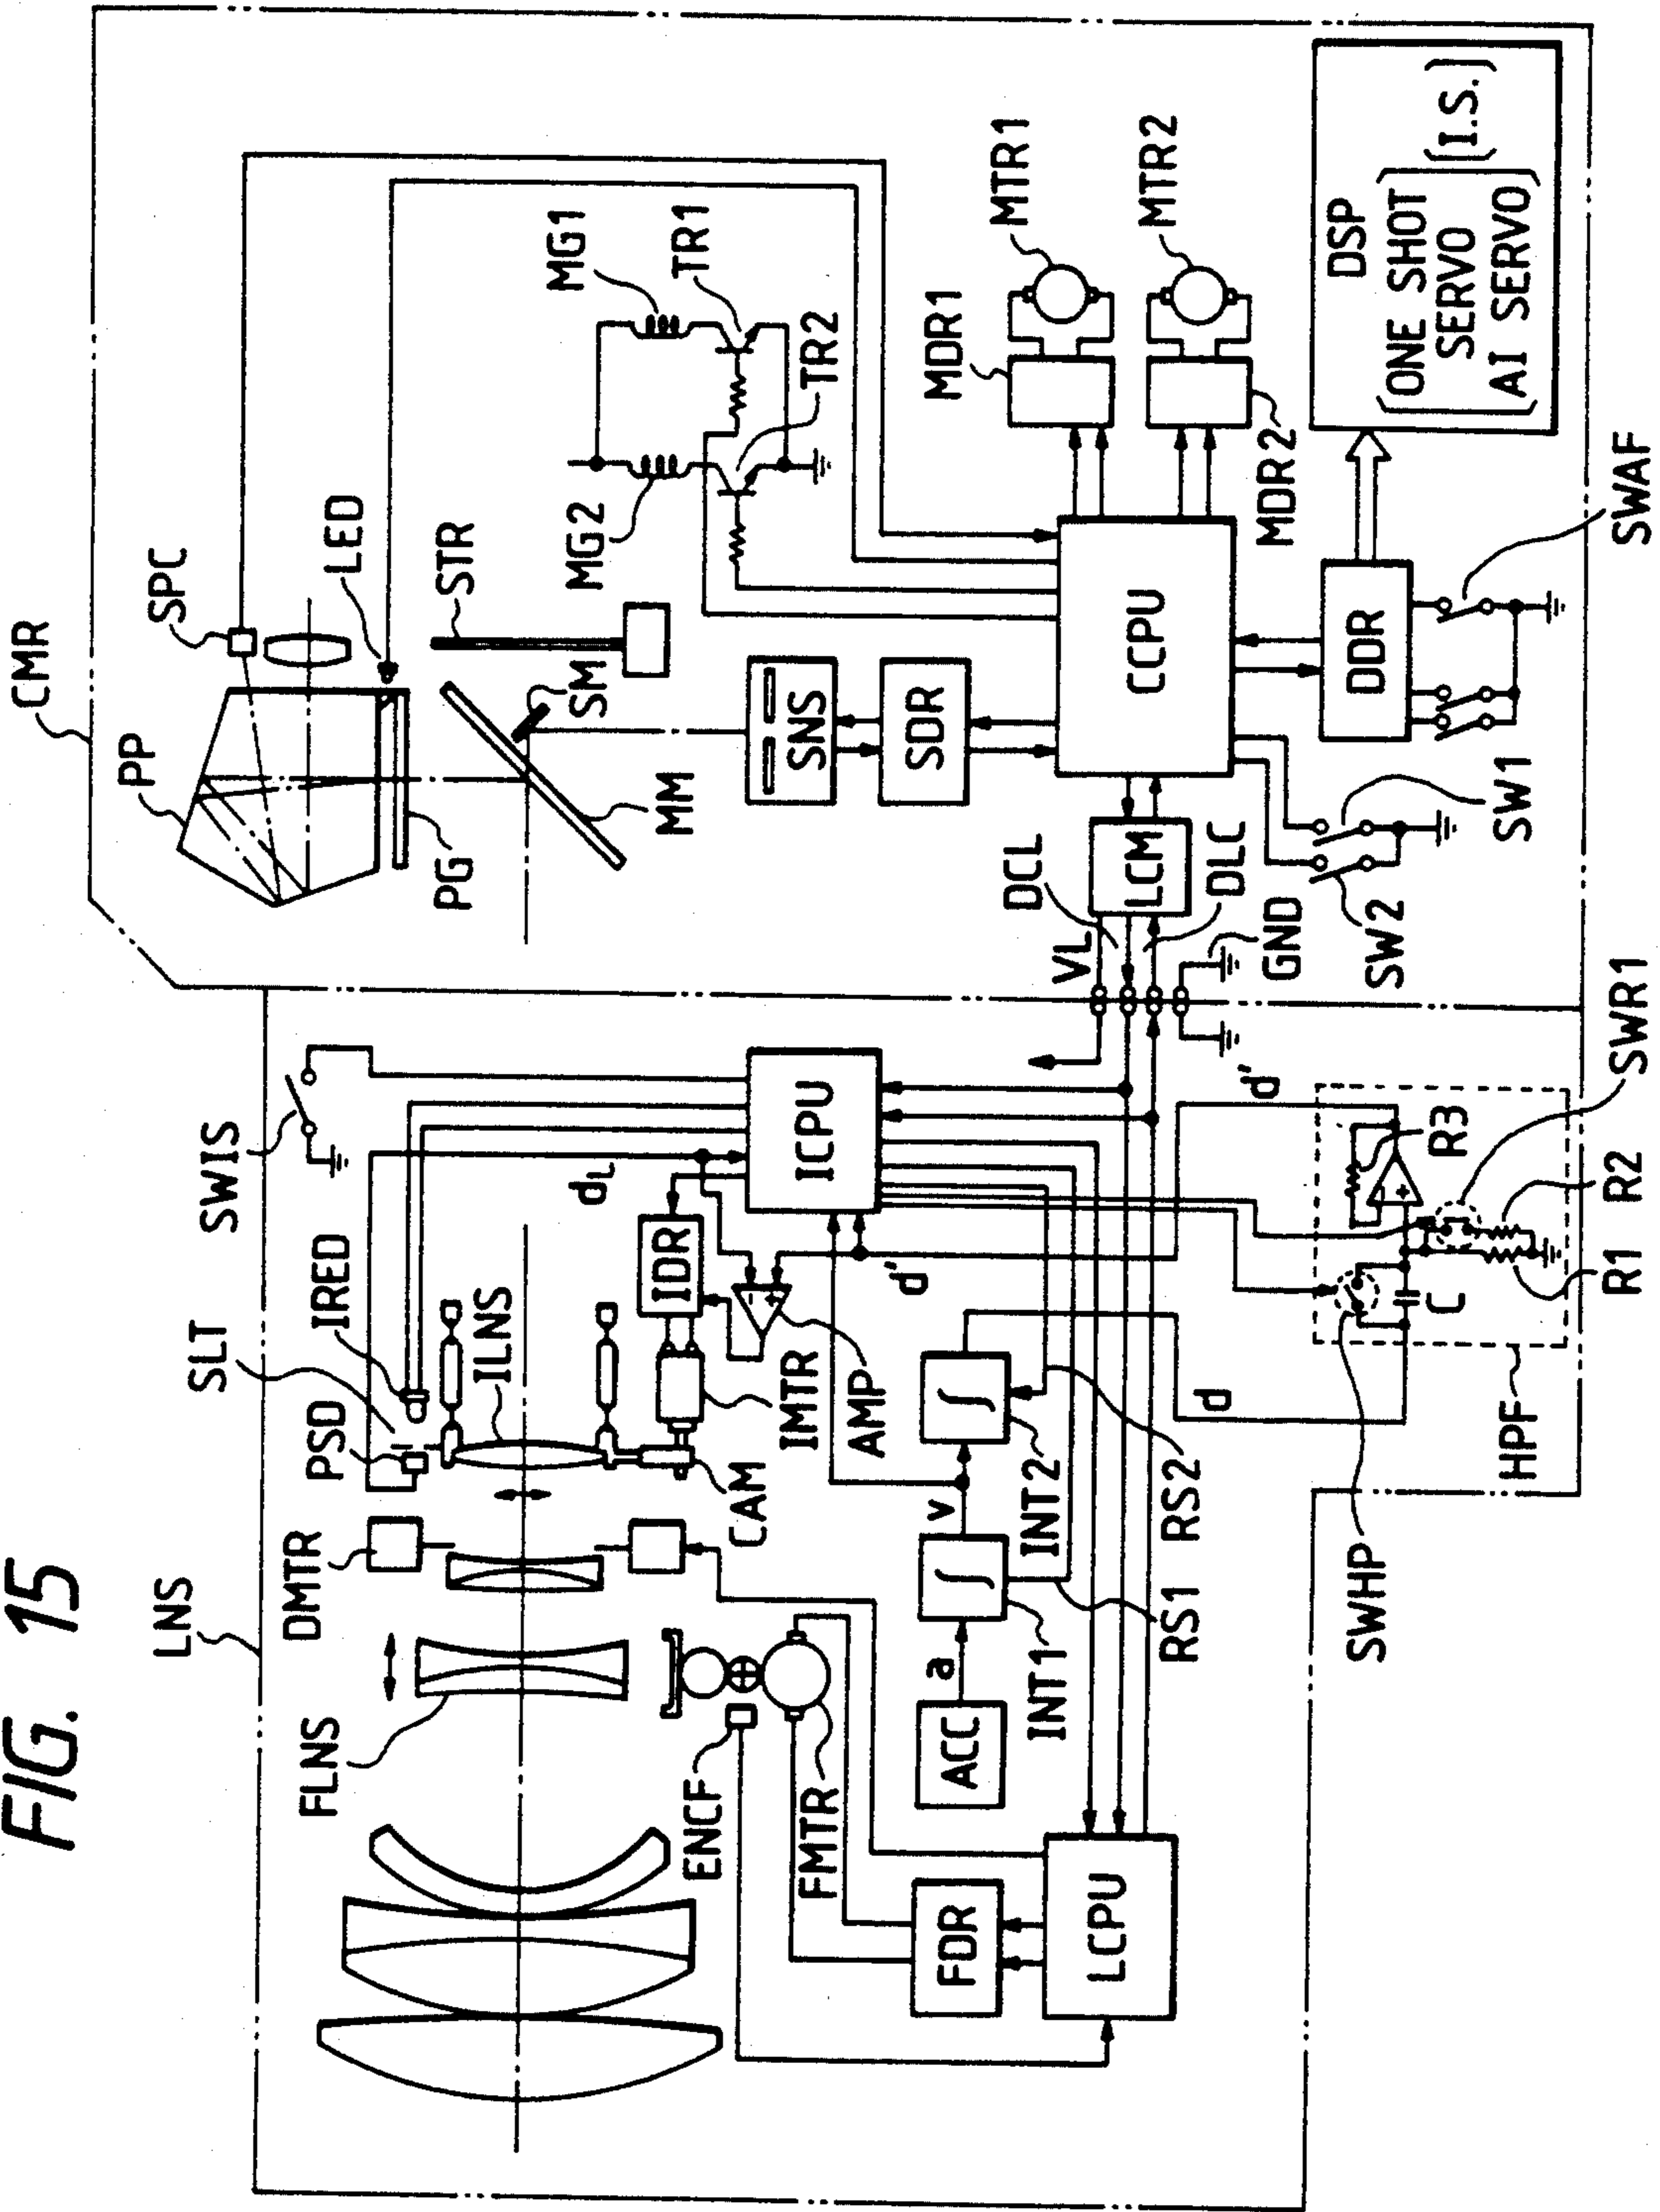 FIG. 15
LNS
CMR
SLT
SWIS
PP
SPC
LED
FLNS
DMTR
PSD
IRED
ILNS
dL
PG
MM
SM
STR
MG2
MG1
TR1
TR2
ENCF
FMTR
CAM
IMTR
AMP
IDR
ICPU
SNS
SDR
FDR
LCPU
ACC
a
INT1
RS1
v
INT2
RS2
d
d'
d'
VL
DCL
LCM
DLC
GND
CCPU
MDR1
MTR1
MDR2
MTR2
SW2
SW1
DDR
SWAF
DSP
ONE SHOT
SERVO
AI SERVO
[I.S.]
SWHP
HPF
C
R1
R2
R3
SWR1